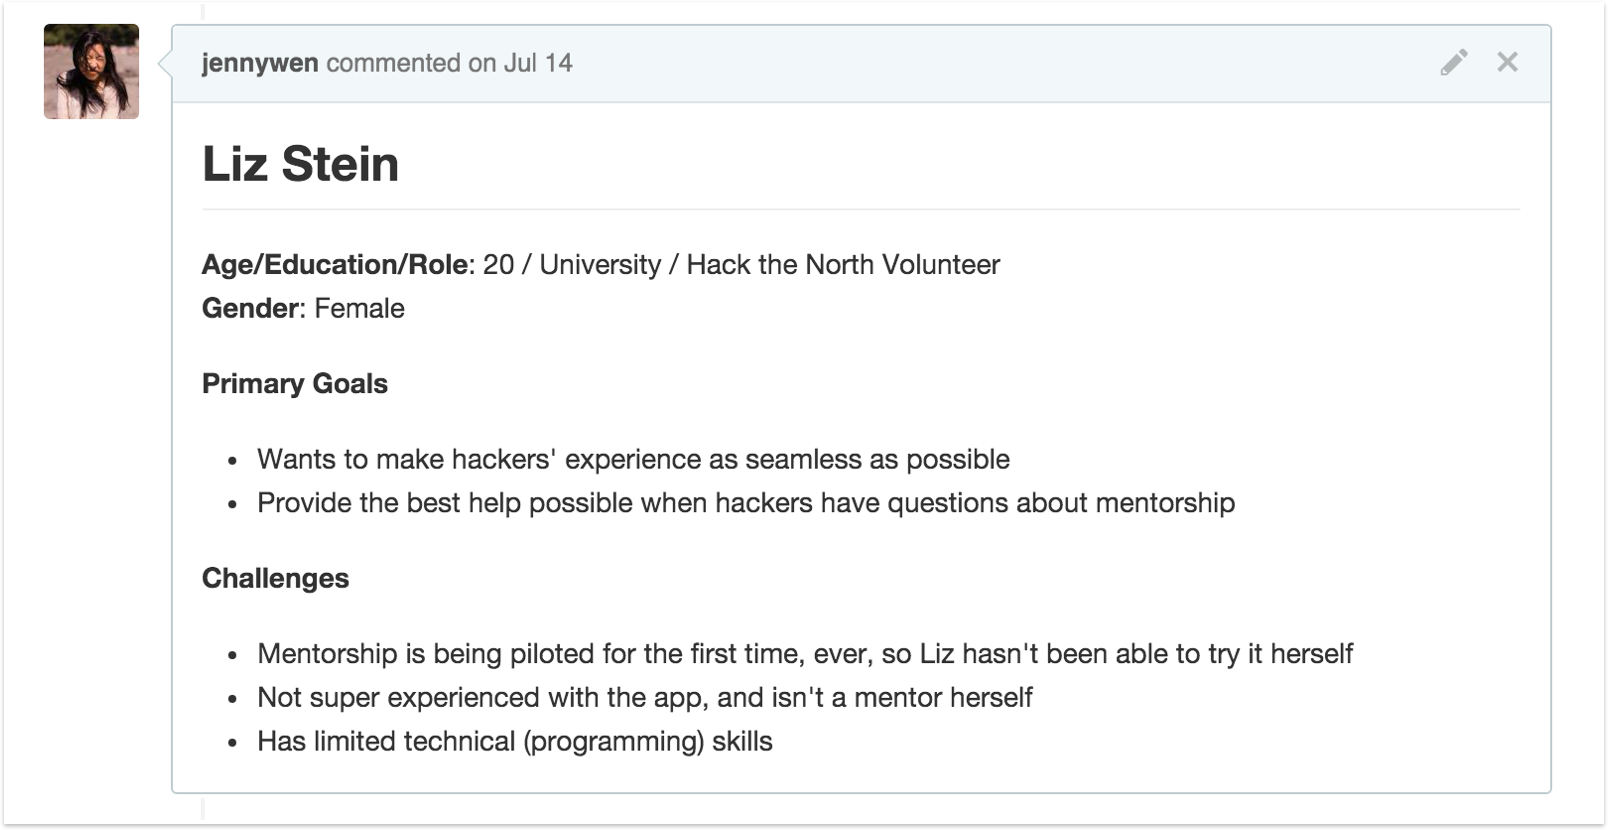 jennywen commented on Jul 14
Liz Stein
Age/Education/Role: 20 / University / Hack the North Volunteer
Gender: Female
Primary Goals
Wants to make hackers' experience as seamless as possible
Provide the best help possible when hackers have questions about mentorship
Challenges
Mentorship is being piloted for the first time, ever, so Liz hasn't been able to try it herself
Not super experienced with the app, and isn't a mentor herself
Has limited technical (programming) skills